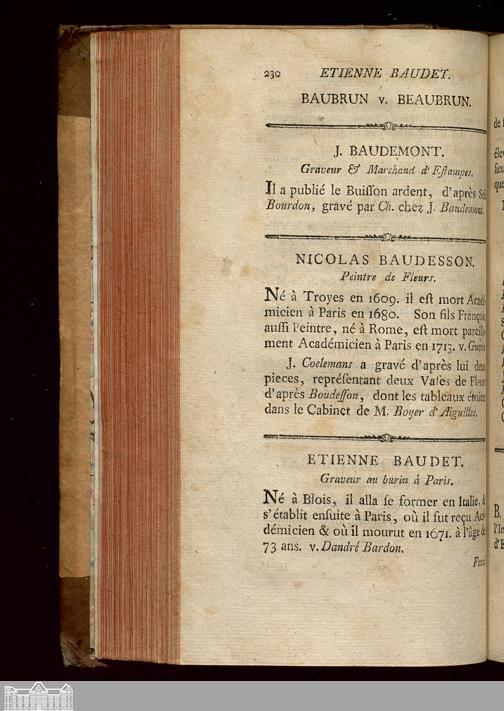 230 ETIENNE BAUDET.
BAUBRUN v. BEAUBRUN.
J. BAUDEMONT.
Graveur & Marchand d'Eſtampes.
Il a publié le Buiſſon ardent, d'après Seb
Bourdon, gravé par Ch. chez J. Baudemont.
NICOLAS BAUDESSON.
Peintre de Fleurs.
Né à Troyes en 1609. il eſt mort Acad-
micien à Paris en 1680. Son fils François
auſſi Peintre, né à Rome, eſt mort pareille-
ment Académicien à Paris en 1713. v. Guarin
J. Coelemans a gravé d'après lui deux
pieces, repréſentant deux Vaſes de Fleurs
d'après Boudeſſon, dont les tableaux étoient
dans le Cabinet de M. Boyer d'Aiguilles.
ETIENNE BAUDET.
Graveur au burin à Paris.
Né à Blois, il alla ſe former en Italie, &
s'établit enſuite à Paris, où il fut reçu Aca-
démicien & où il mourut en 1671. à l'âge de
73 ans. v. Dandré Bardon.